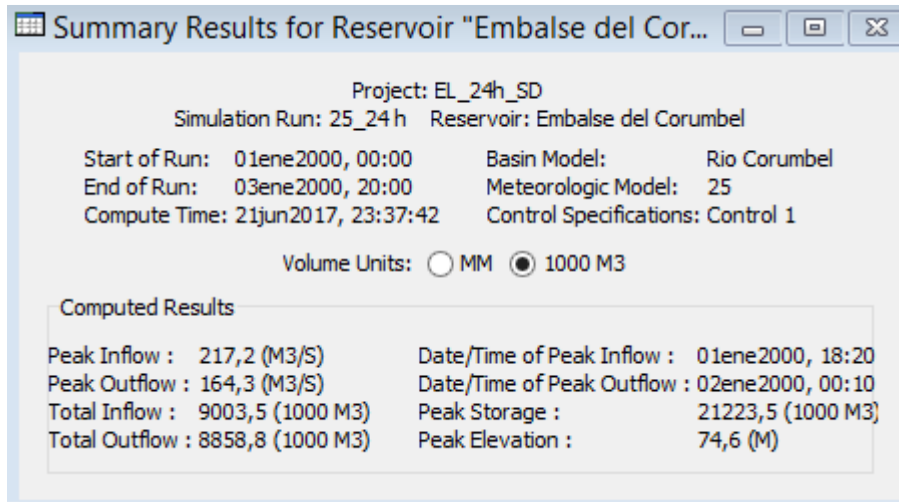 Summary Results for Reservoir "Embalse del Cor...
Project: EL_24h_SD
Simulation Run: 25_24 h Reservoir: Embalse del Corumbel
Start of Run: 01ene2000, 00:00 Basin Model: Rio Corumbel
End of Run: 03ene2000, 20:00 Meteorologic Model: 25
Compute Time: 21jun2017, 23:37:42 Control Specifications: Control 1
Volume Units: MM 1000 M3
Computed Results
Peak Inflow : 217,2 (M3/S) Date/Time of Peak Inflow : 01ene2000, 18:20
Peak Outflow : 164,3 (M3/S) Date/Time of Peak Outflow : 02ene2000, 00:10
Total Inflow : 9003,5 (1000 M3) Peak Storage : 21223,5 (1000 M3)
Total Outflow : 8858,8 (1000 M3) Peak Elevation : 74,6 (M)